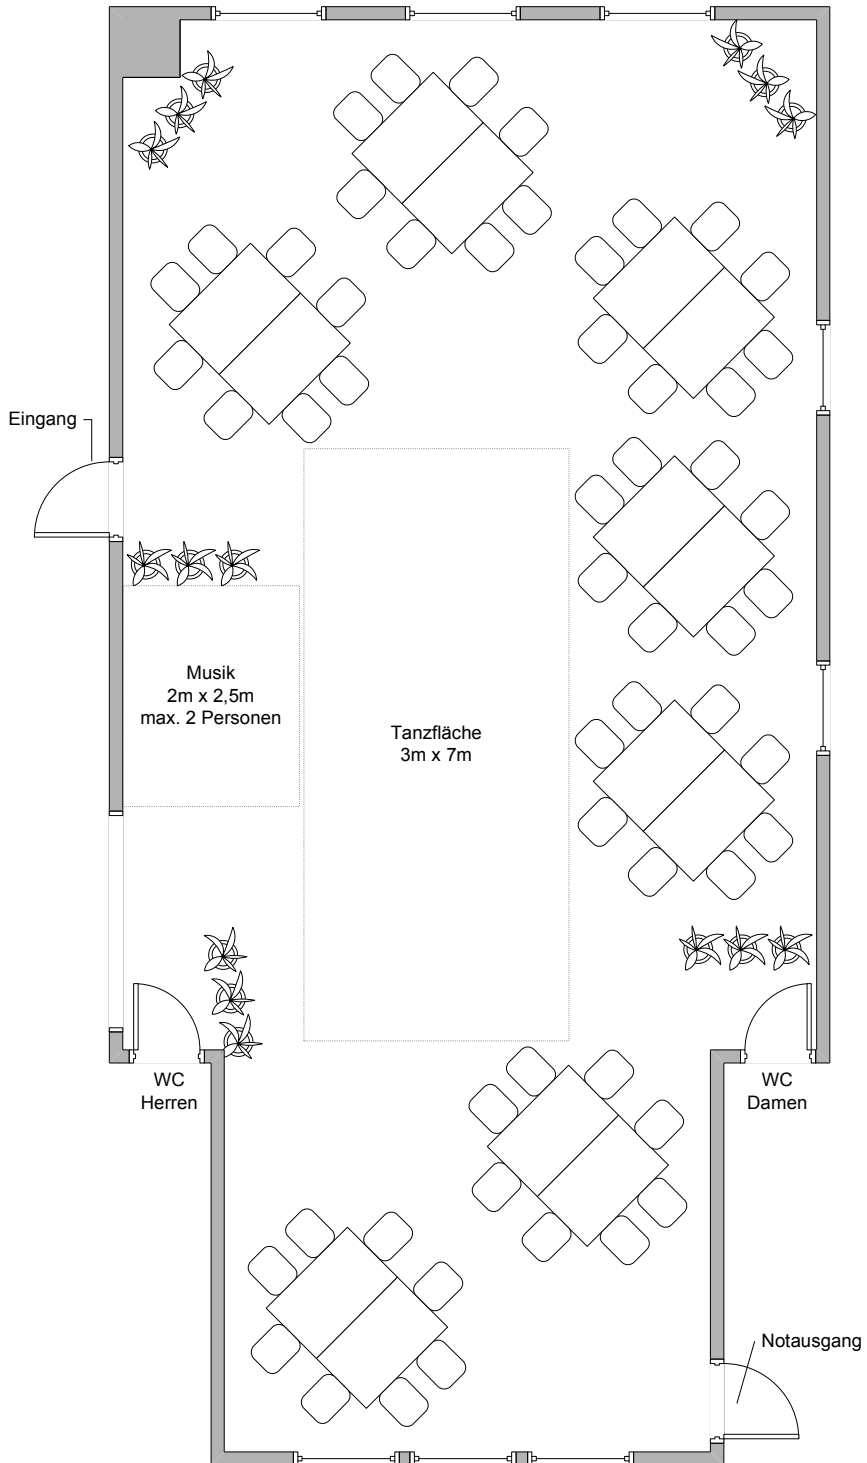 Eingang
Musik
2m x 2,5m
max. 2 Personen
Tanzfläche
3m x 7m
WC
Herren
WC
Damen
Notausgang